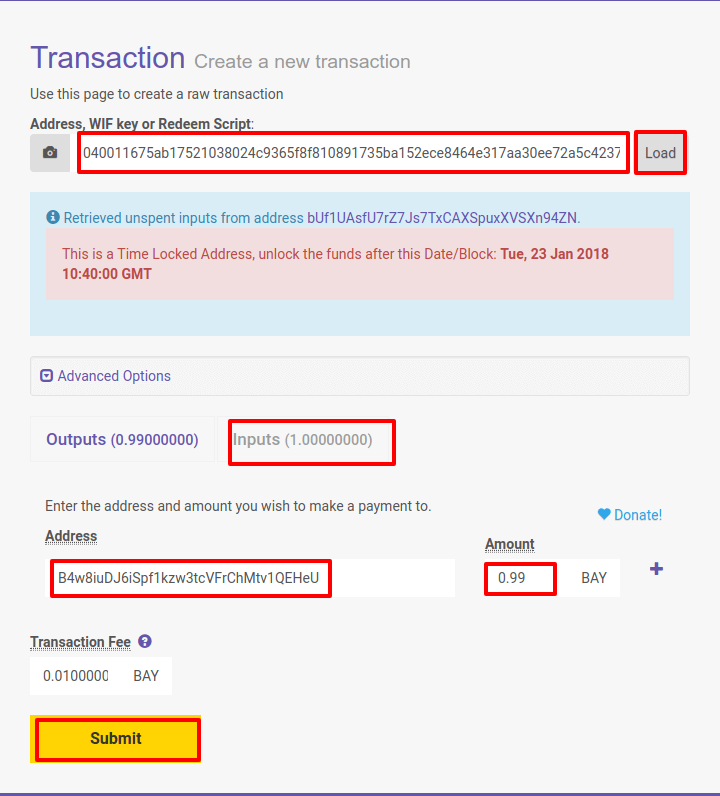 Transaction Create a new transaction
Use this page to create a raw transaction
Address, WIF key or Redeem Script:
040011675ab17521038024c9365f8f810891735ba152ece8464e317aa30ee72a5c4237 Load
Retrieved unspent inputs from address bUf1UAsfU7rZ7Js7TxCAXSpuxXVSXn94ZN.
This is a Time Locked Address, unlock the funds after this Date/Block: Tue, 23 Jan 2018
10:40:00 GMT
Advanced Options
Outputs (0.99000000) Inputs (1.00000000)
Enter the address and amount you wish to make a payment to.
Donate!
Address Amount
B4w8iuDJ6iSpf1kzw3tcVFrChMtv1QEHeU 0.99 BAY
Transaction Fee
0.0100000 BAY
Submit